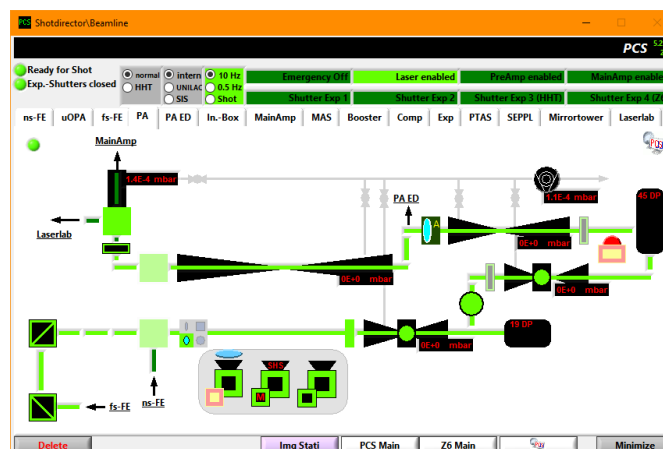 PCS Shotdirector\Beamline
PCS 5.2
Ready for Shot
Exp.-Shutters closed
normal intern 10 Hz
HHT UNILAC 0.5 Hz
SIS Shot
Emergency Off Laser enabled PreAmp enabled MainAmp enable
Shutter Exp 1 Shutter Exp 2 Shutter Exp 3 (HHT) Shutter Exp 4 (Z6
ns-FE uOPA fs-FE PA PA ED In.-Box MainAmp MAS Booster Comp Exp PTAS SEPPL Mirrortower Laserlab
MainAmp
1.4E-4 mbar
1.1E-4 mbar
45 DP
PA ED
A
Laserlab
0E+0 mbar
0E+0 mbar
0E+0 mbar
19 DP
0E+0 mbar
SHS
M
fs-FE
ns-FE
Delete Img Stati PCS Main Z6 Main Minimize